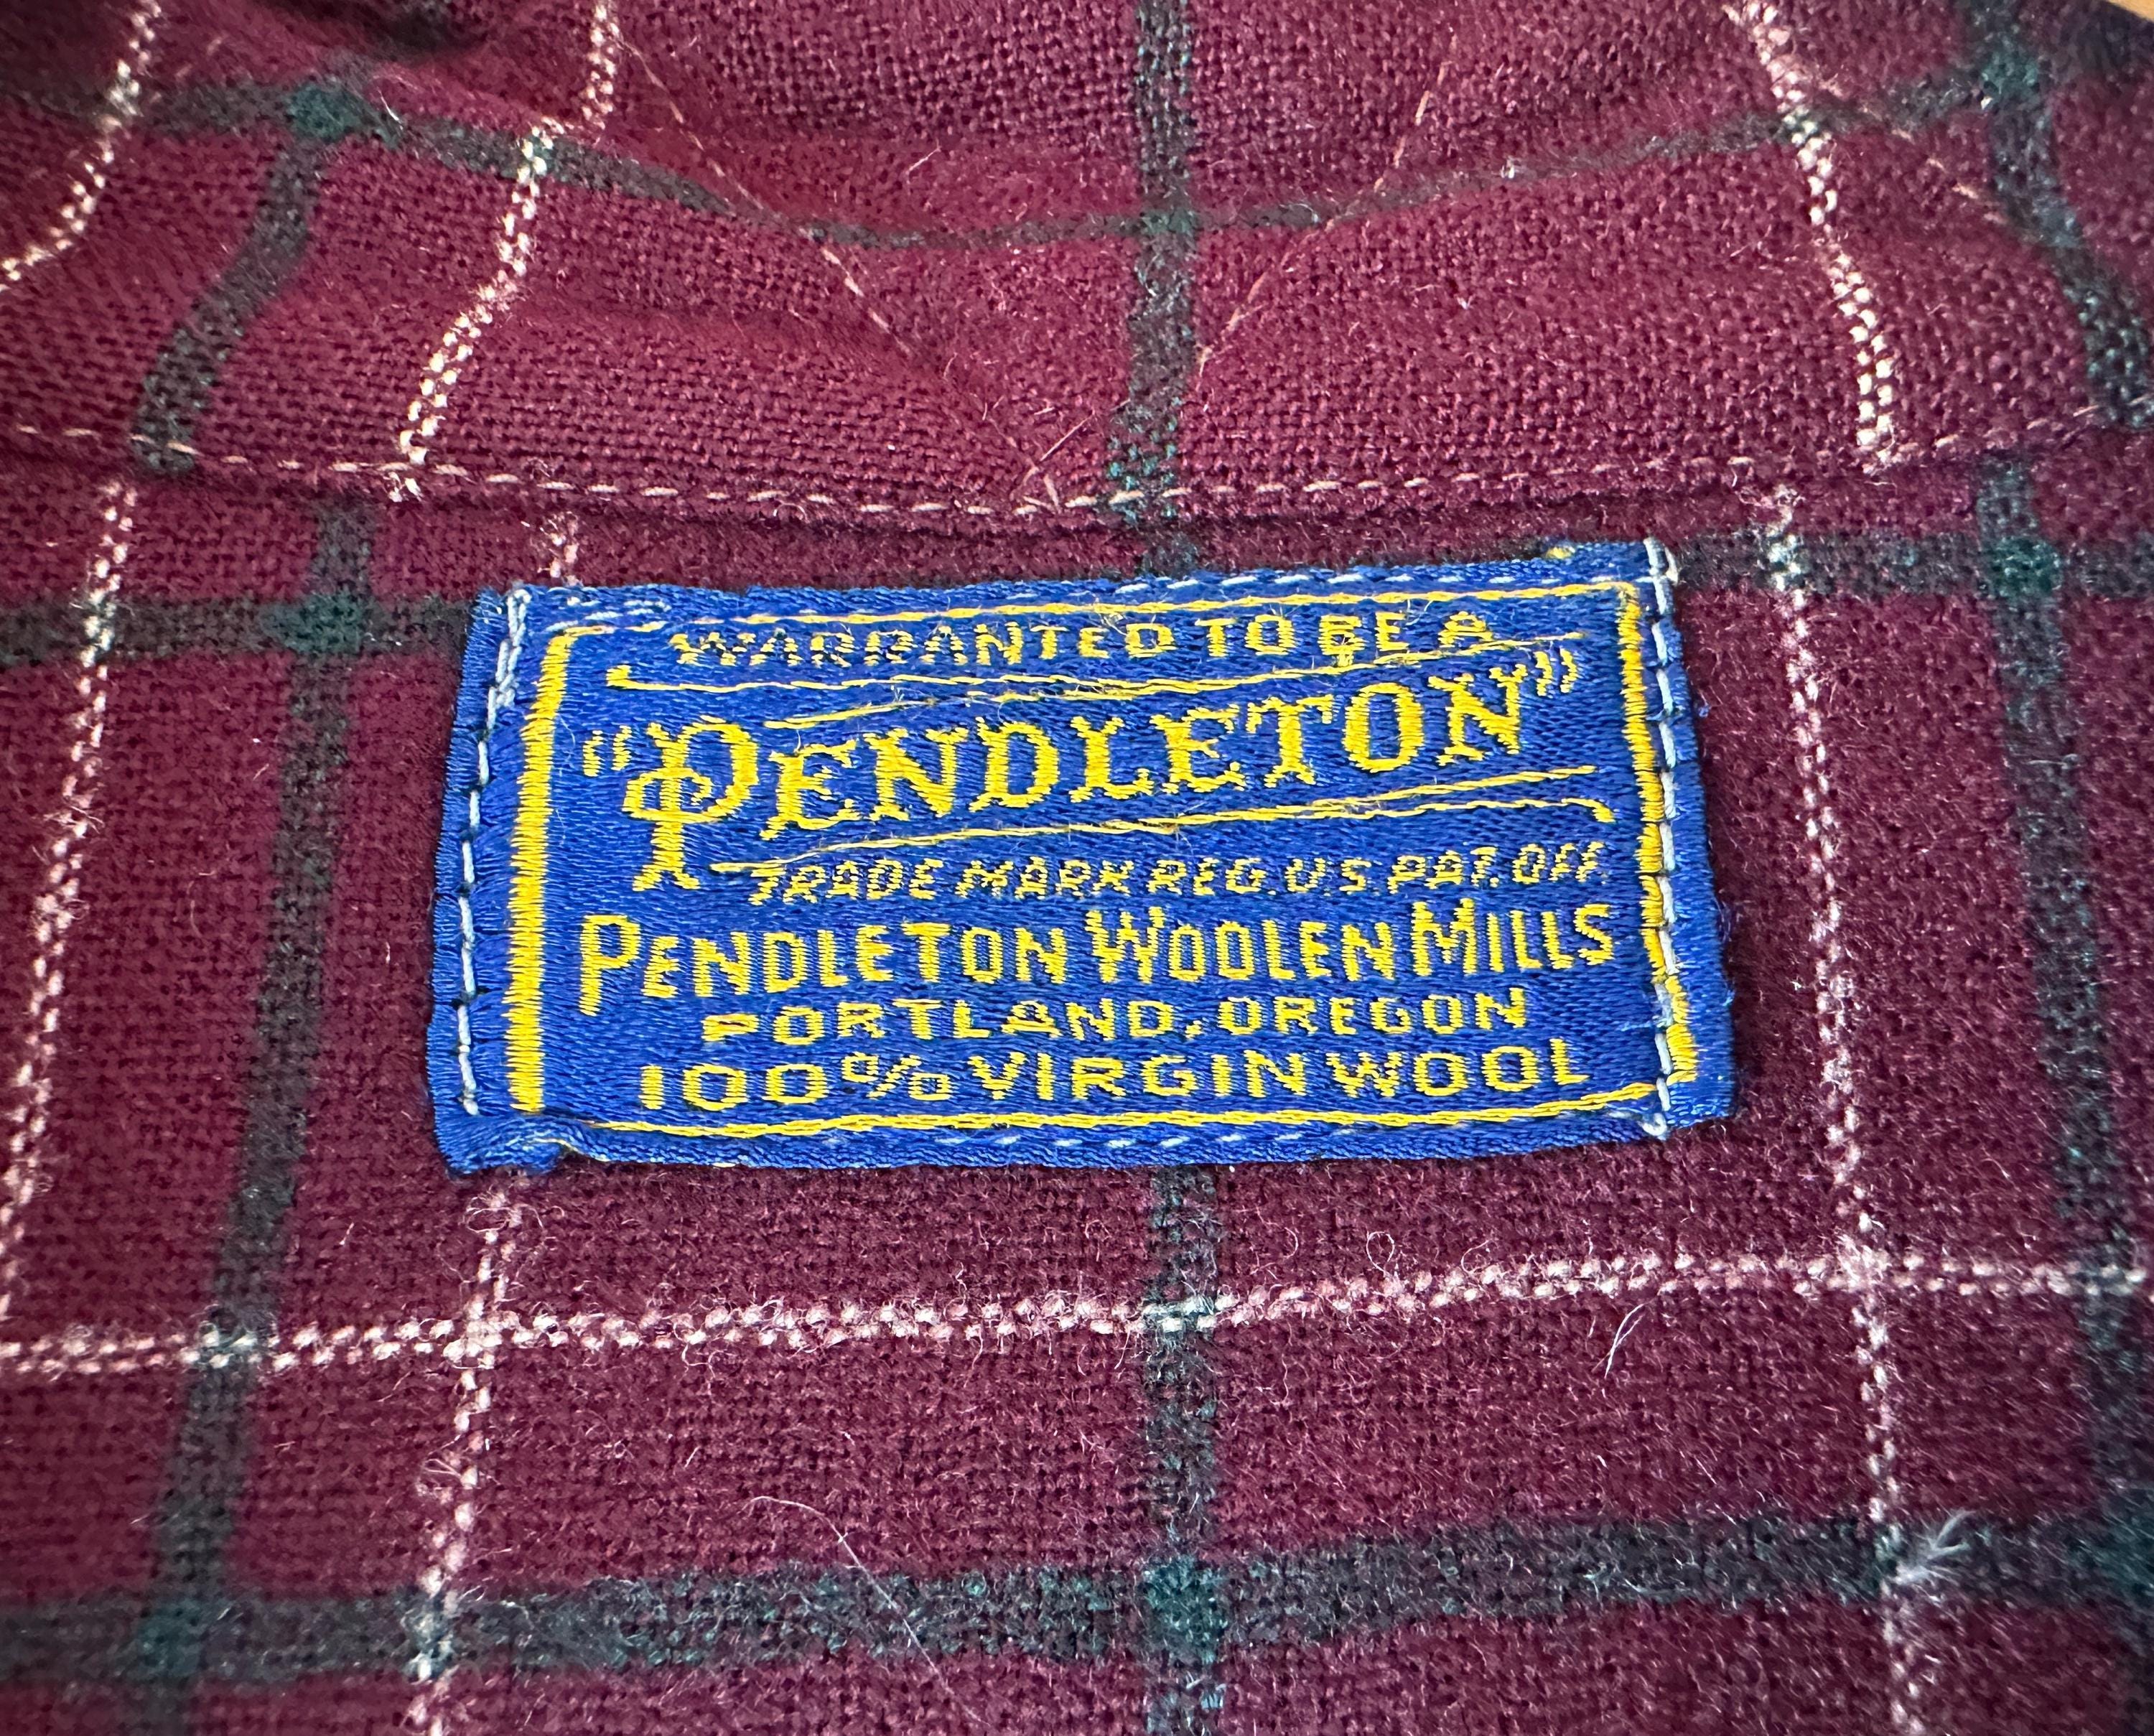 WARRANTED TO BE A
"PENDLETON"
TRADE MARK REG. U.S. PAT. OFF.
PENDLETON WOOLEN MILLS
PORTLAND, OREGON
100% VIRGIN WOOL